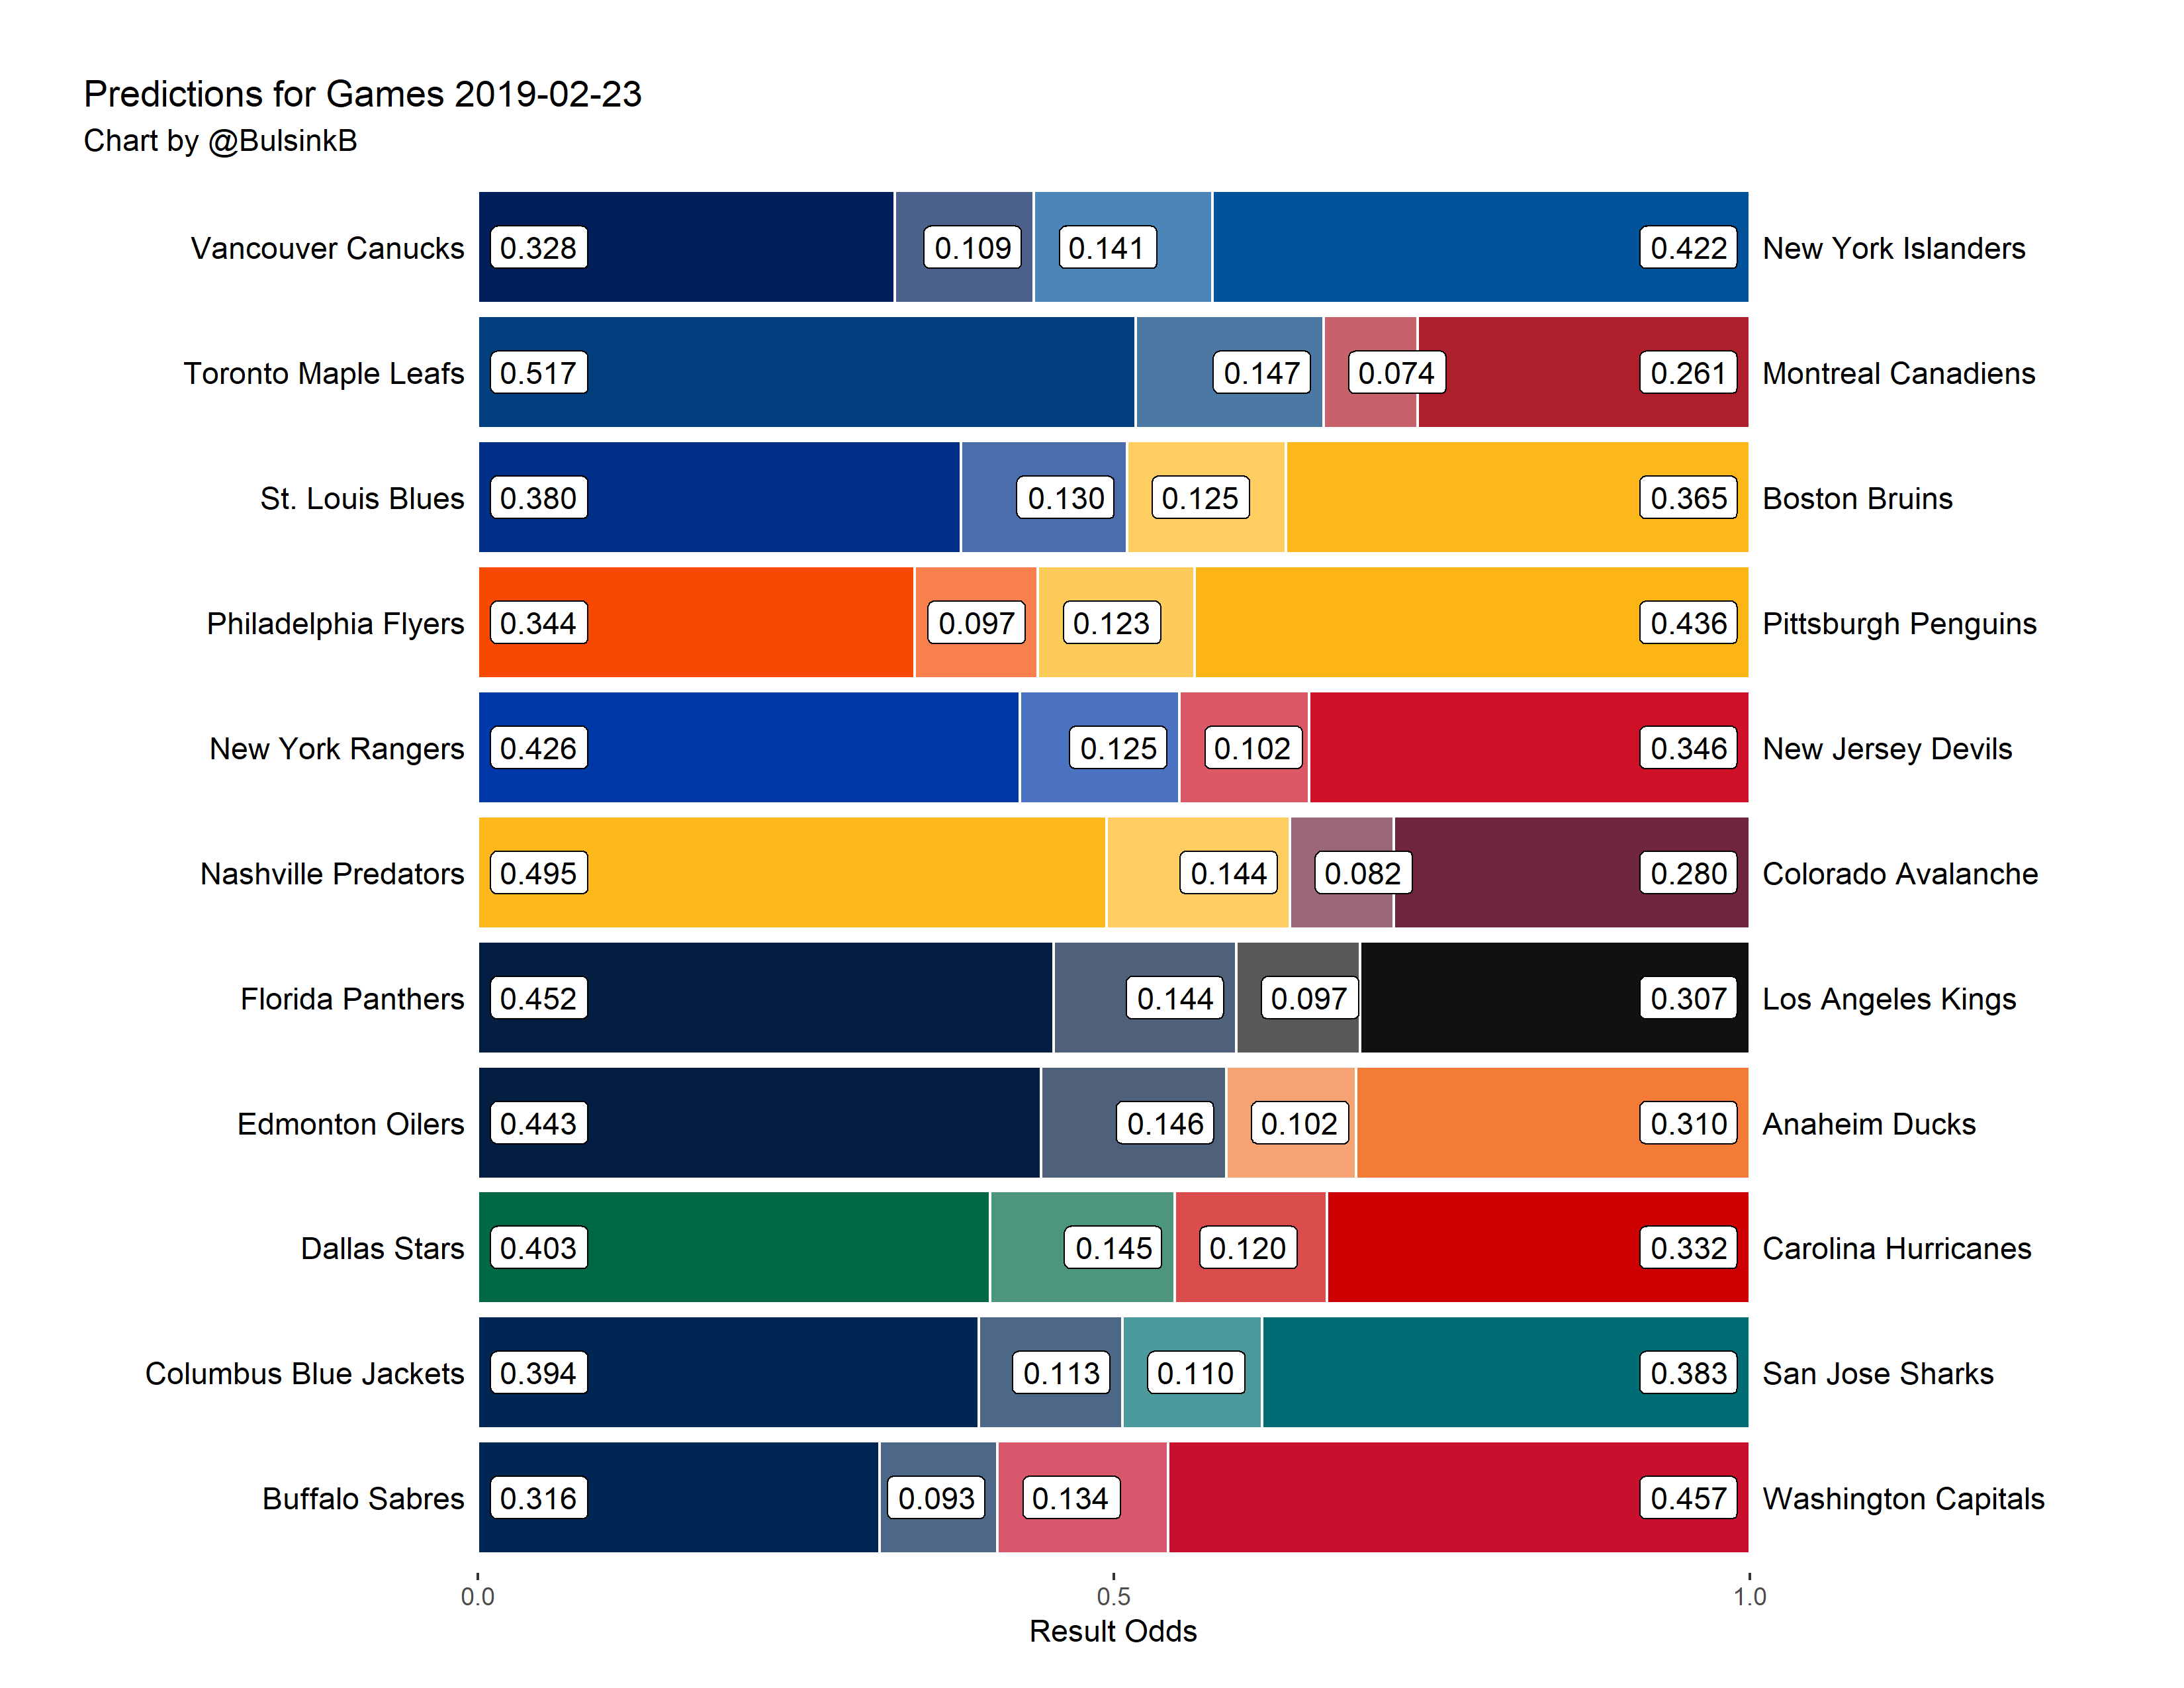 Predictions for Games 2019-02-23
Chart by @BulsinkB
Vancouver Canucks 0.328 0.109 0.141 0.422 New York Islanders
Toronto Maple Leafs 0.517 0.147 0.074 0.261 Montreal Canadiens
St. Louis Blues 0.380 0.130 0.125 0.365 Boston Bruins
Philadelphia Flyers 0.344 0.097 0.123 0.436 Pittsburgh Penguins
New York Rangers 0.426 0.125 0.102 0.346 New Jersey Devils
Nashville Predators 0.495 0.144 0.082 0.280 Colorado Avalanche
Florida Panthers 0.452 0.144 0.097 0.307 Los Angeles Kings
Edmonton Oilers 0.443 0.146 0.102 0.310 Anaheim Ducks
Dallas Stars 0.403 0.145 0.120 0.332 Carolina Hurricanes
Columbus Blue Jackets 0.394 0.113 0.110 0.383 San Jose Sharks
Buffalo Sabres 0.316 0.093 0.134 0.457 Washington Capitals
0.0 0.5 1.0
Result Odds